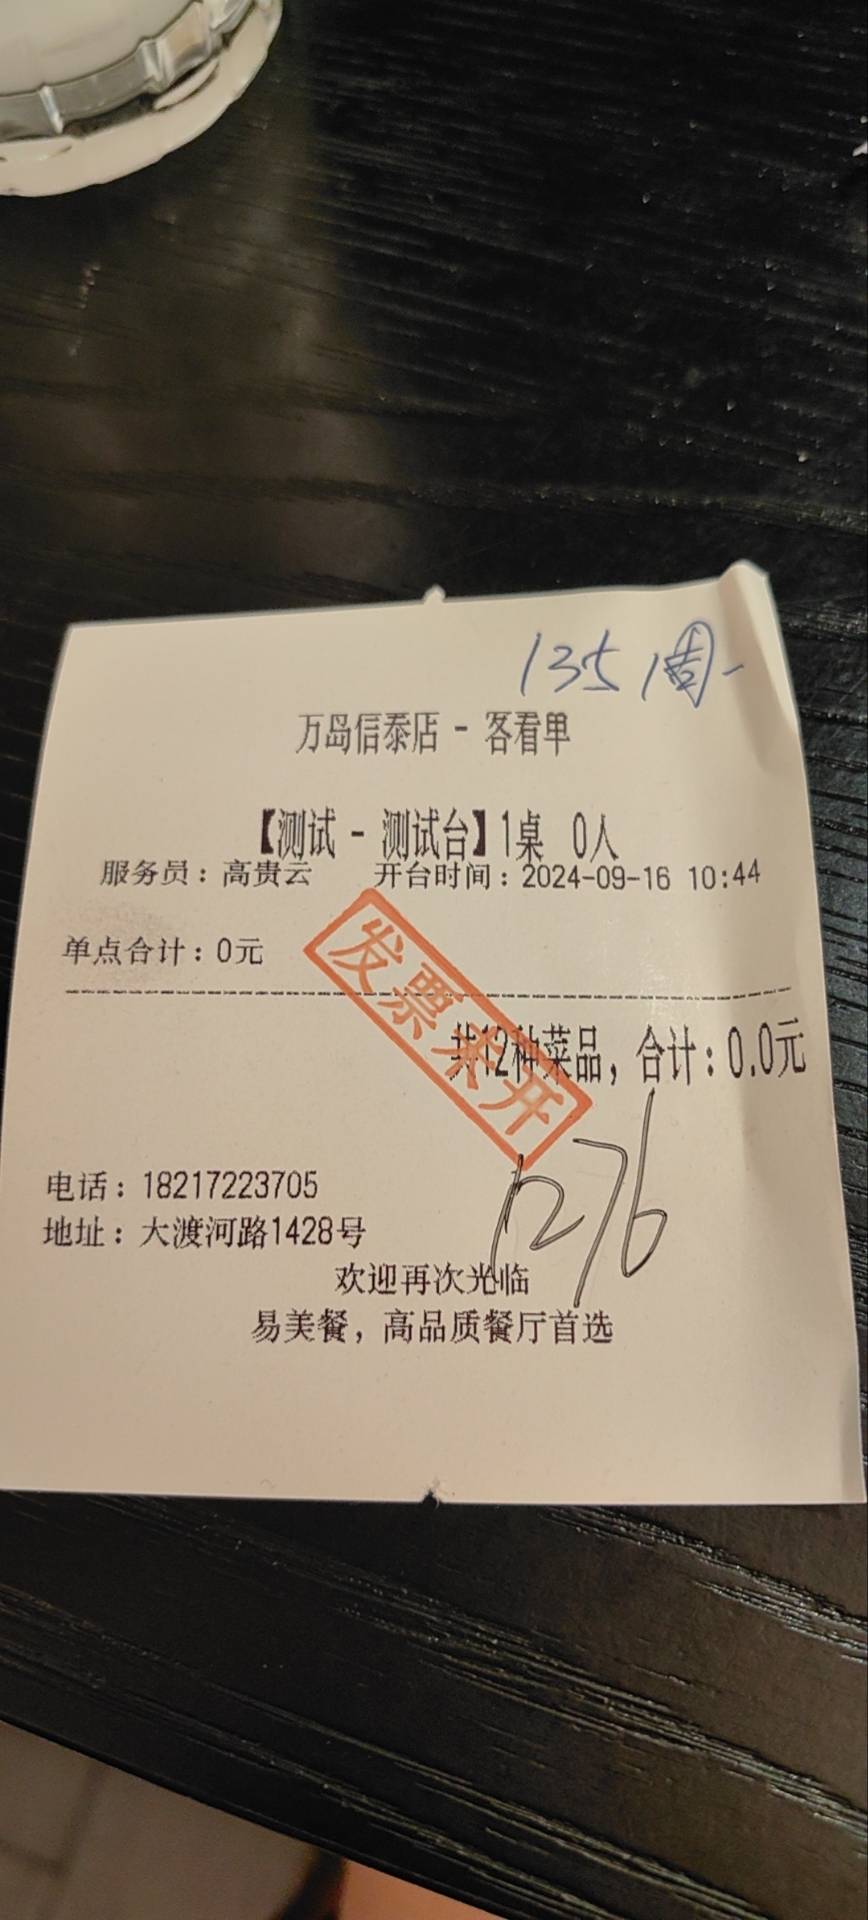 135 1周一
万岛信泰店 - 客看单
【测试 - 测试台】1桌 0人
服务员：高贵云 开台时间：2024-09-16 10:44
单点合计：0元
发票未开
共12种菜品，合计：0.0元
1276
电话：18217223705
地址：大渡河路1428号
欢迎再次光临
易美餐，高品质餐厅首选